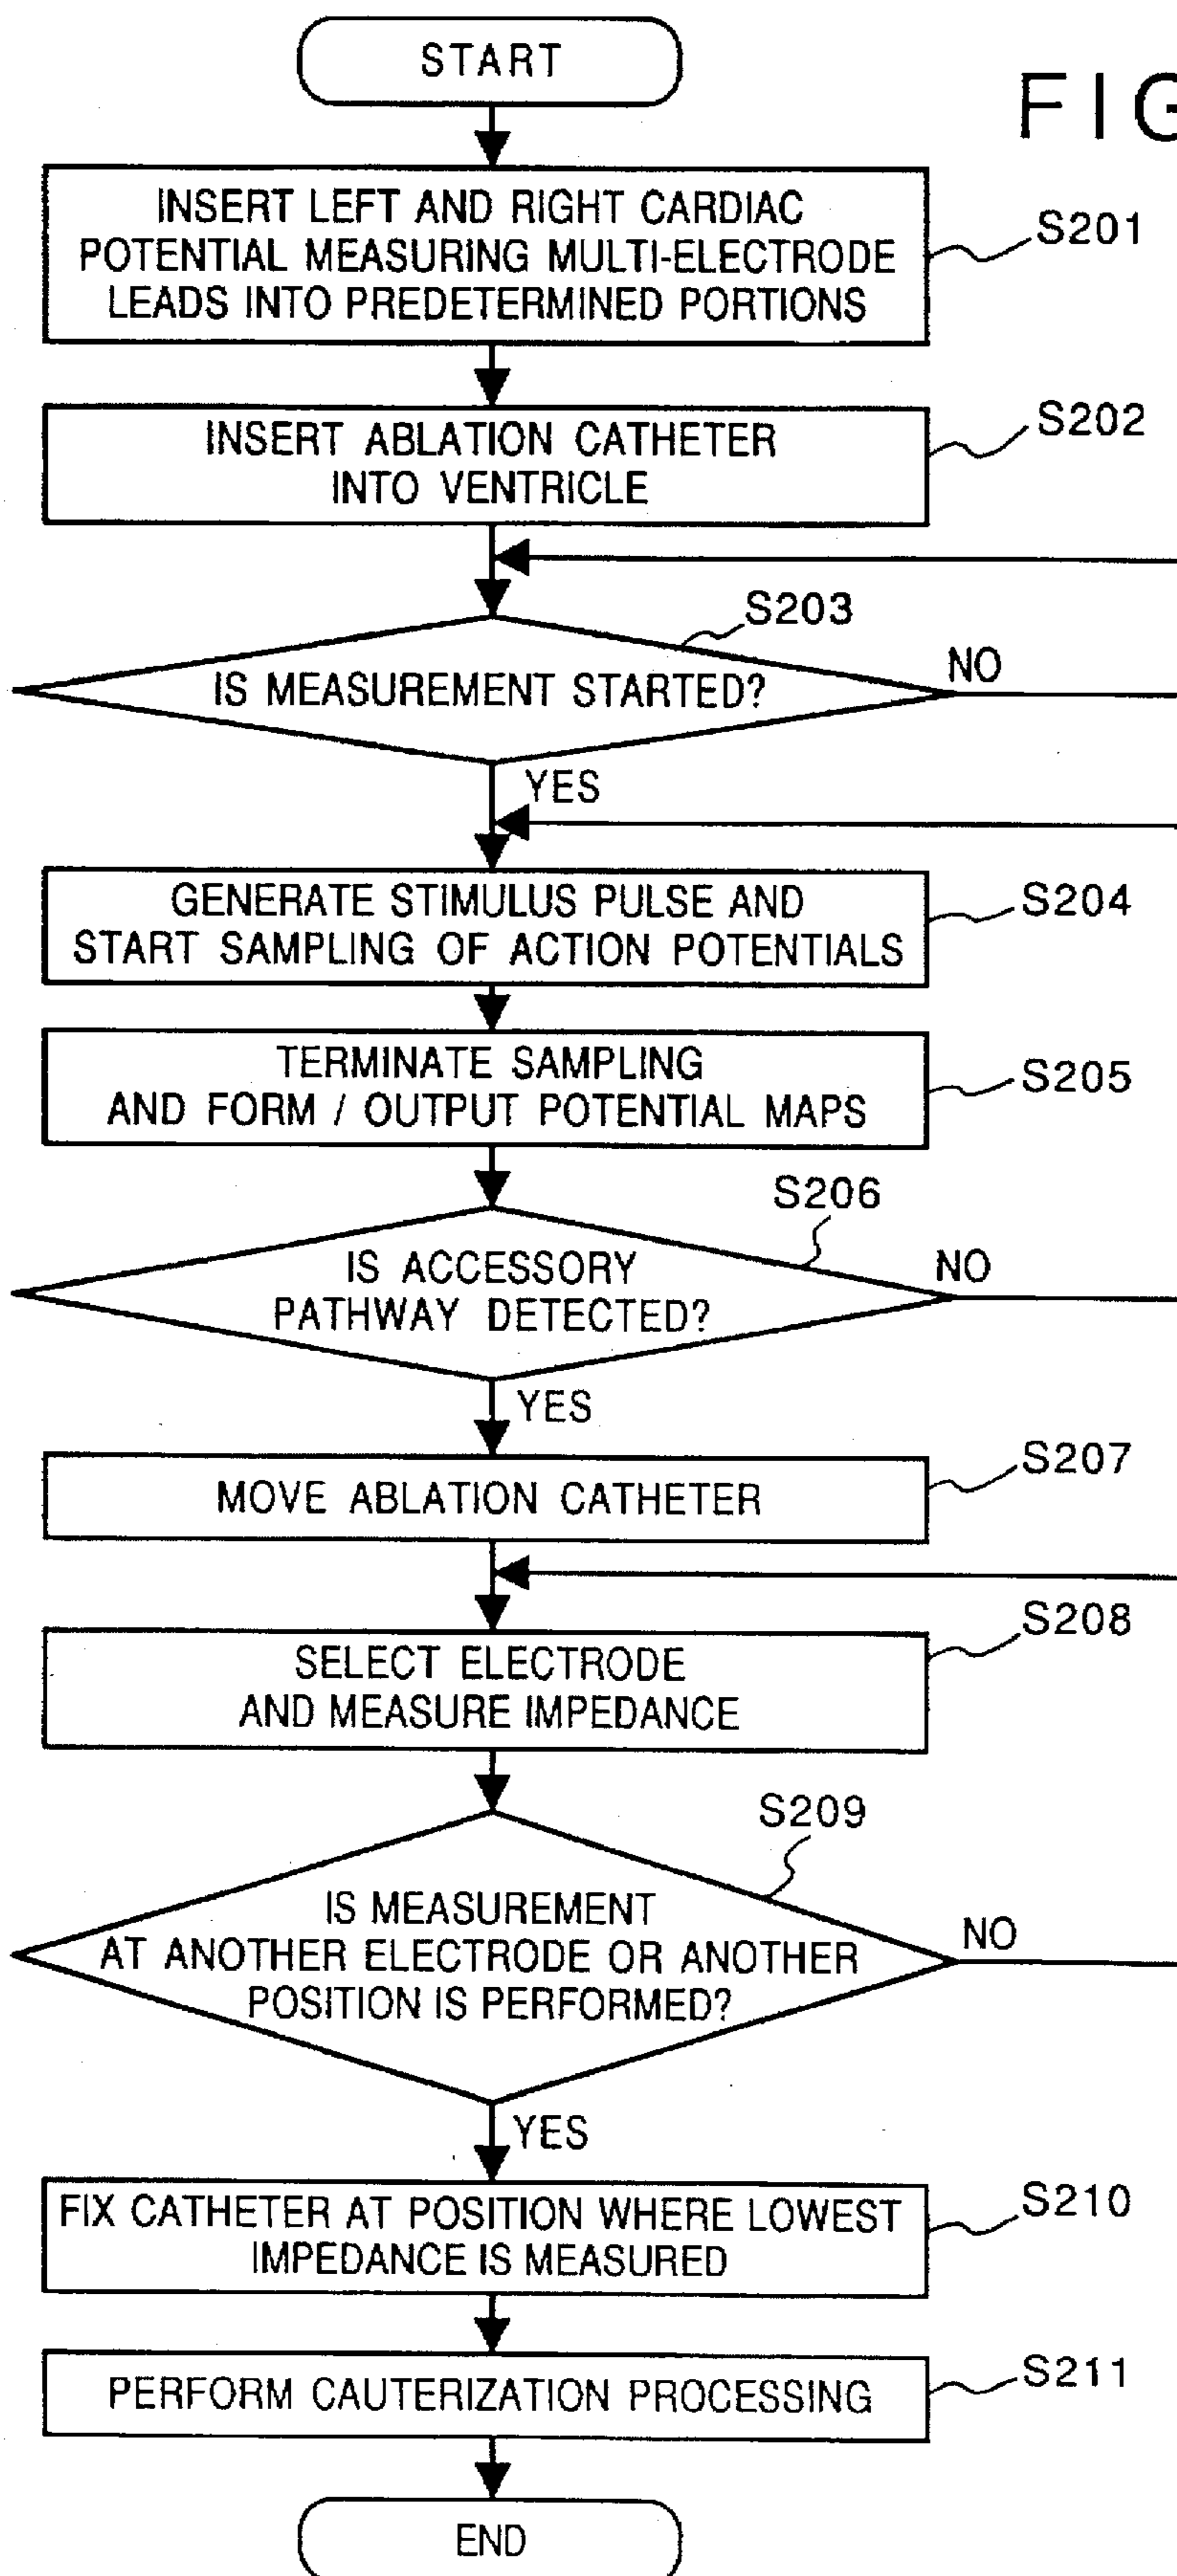 START
FIG
INSERT LEFT AND RIGHT CARDIAC
POTENTIAL MEASURING MULTI-ELECTRODE
LEADS INTO PREDETERMINED PORTIONS
S201
INSERT ABLATION CATHETER
INTO VENTRICLE
S202
S203
IS MEASUREMENT STARTED?
NO
YES
GENERATE STIMULUS PULSE AND
START SAMPLING OF ACTION POTENTIALS
S204
TERMINATE SAMPLING
AND FORM / OUTPUT POTENTIAL MAPS
S205
S206
IS ACCESSORY
PATHWAY DETECTED?
NO
YES
MOVE ABLATION CATHETER
S207
SELECT ELECTRODE
AND MEASURE IMPEDANCE
S208
S209
IS MEASUREMENT
AT ANOTHER ELECTRODE OR ANOTHER
POSITION IS PERFORMED?
NO
YES
FIX CATHETER AT POSITION WHERE LOWEST
IMPEDANCE IS MEASURED
S210
PERFORM CAUTERIZATION PROCESSING
S211
END